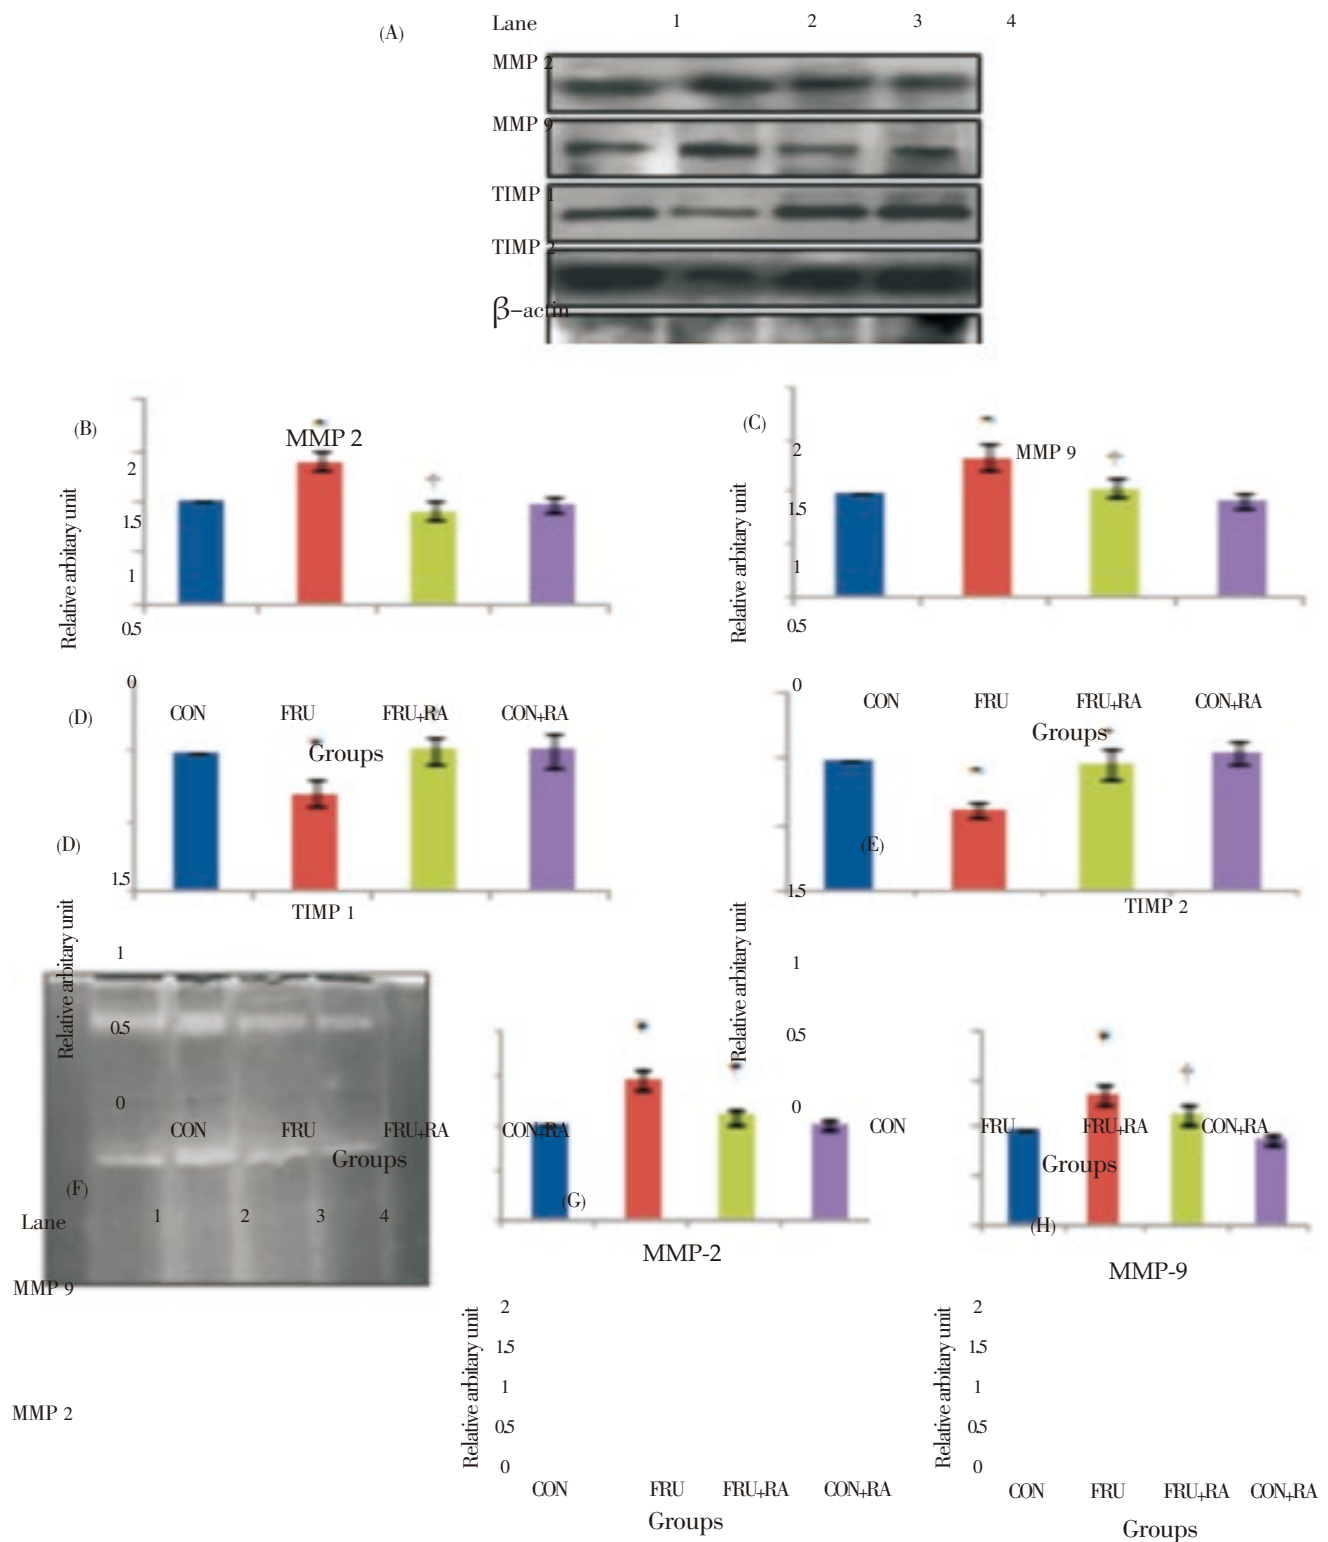 (A)
Lane 1 2 3 4
MMP 2
MMP 9
TIMP 1
TIMP 2
β-actin
(B)
MMP 2
Relative arbitary unit
2
1.5
1
0.5
0
CON FRU FRU+RA CON+RA
Groups
(C)
MMP 9
Relative arbitary unit
2
1.5
1
0.5
0
CON FRU FRU+RA CON+RA
Groups
(D)
(D)
TIMP 1
Relative arbitary unit
1.5
1
0.5
0
CON FRU FRU+RA CON+RA
Groups
(E)
TIMP 2
Relative arbitary unit
1.5
1
0.5
0
CON FRU FRU+RA CON+RA
Groups
(F)
Lane 1 2 3 4
MMP 9
MMP 2
(G)
MMP-2
Relative arbitary unit
2
1.5
1
0.5
0
CON FRU FRU+RA CON+RA
Groups
(H)
MMP-9
Relative arbitary unit
2
1.5
1
0.5
0
CON FRU FRU+RA CON+RA
Groups